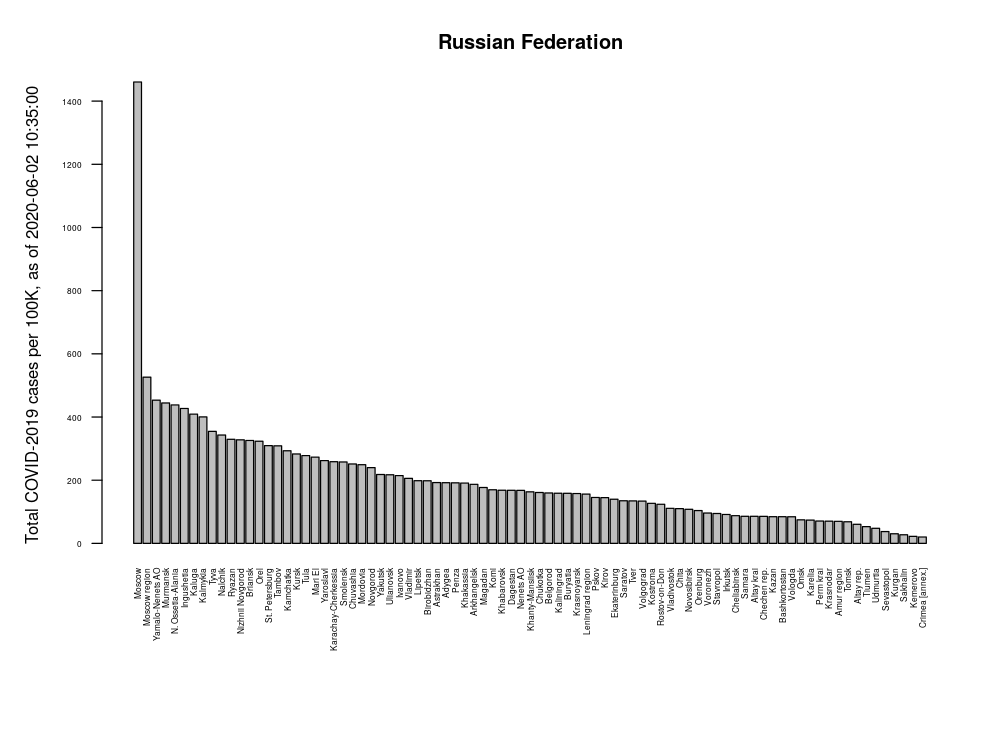 Russian Federation
Total COVID-2019 cases per 100K, as of 2020-06-02 10:35:00
1400
1200
1000
800
600
400
200
0
Moscow
Moscow region
Yamalo-Nenets AO
Murmansk
N. Ossetia-Alania
Ingushetia
Kaluga
Kalmykia
Tyva
Nalchik
Ryazan
Nizhnii Novgorod
Briansk
Orel
St. Petersburg
Tambov
Kamchatka
Kursk
Tula
Marii El
Yaroslavl
Karachay-Cherkessia
Smolensk
Chuvashia
Mordovia
Novgorod
Yakutsk
Ulianovsk
Ivanovo
Vladimir
Lipetsk
Birobidzhan
Astrakhan
Adygea
Penza
Khakassia
Arkhangelsk
Magadan
Komi
Khabarovsk
Dagestan
Nenets AO
Khanty-Mansiisk
Chukotka
Belgorod
Kaliningrad
Buryatia
Krasnoyarsk
Leningrad region
Pskov
Kirov
Ekaterinburg
Saratov
Tver
Volgograd
Kostroma
Rostov-on-Don
Vladivostok
Chita
Novosibirsk
Orenburg
Voronezh
Stavropol
Irkutsk
Cheliabinsk
Samara
Altay krai
Chechen rep.
Kazan
Bashkortostan
Vologda
Omsk
Karelia
Perm krai
Krasnodar
Amur region
Tomsk
Altay rep.
Tiumen
Udmurtia
Sevastopol
Kurgan
Sakhalin
Kemerovo
Crimea [annex.]